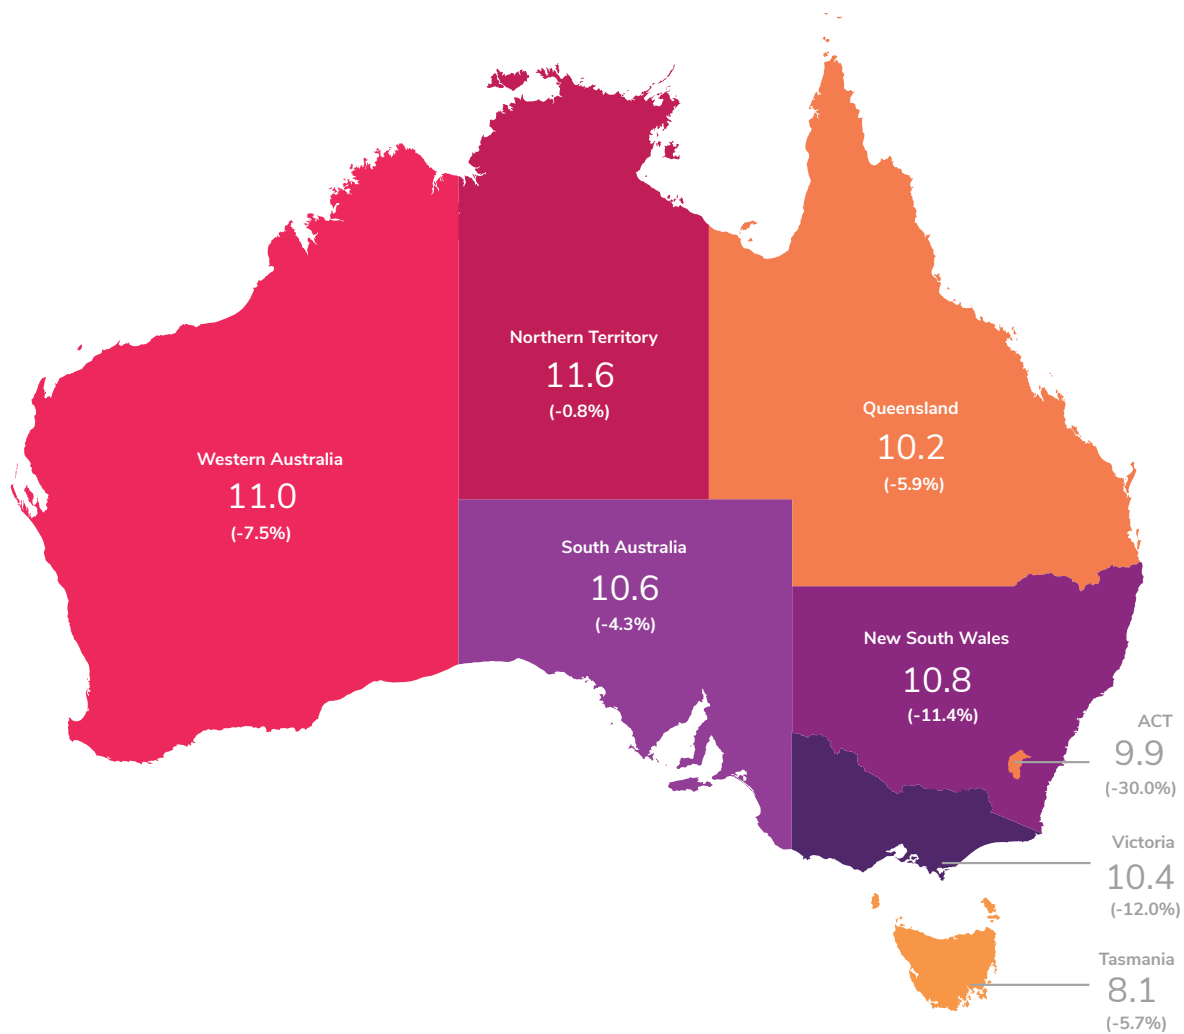 Northern Territory
11.6
(-0.8%)
Queensland
10.2
(-5.9%)
Western Australia
11.0
(-7.5%)
South Australia
10.6
(-4.3%)
New South Wales
10.8
(-11.4%)
ACT
9.9
(-30.0%)
Victoria
10.4
(-12.0%)
Tasmania
8.1
(-5.7%)